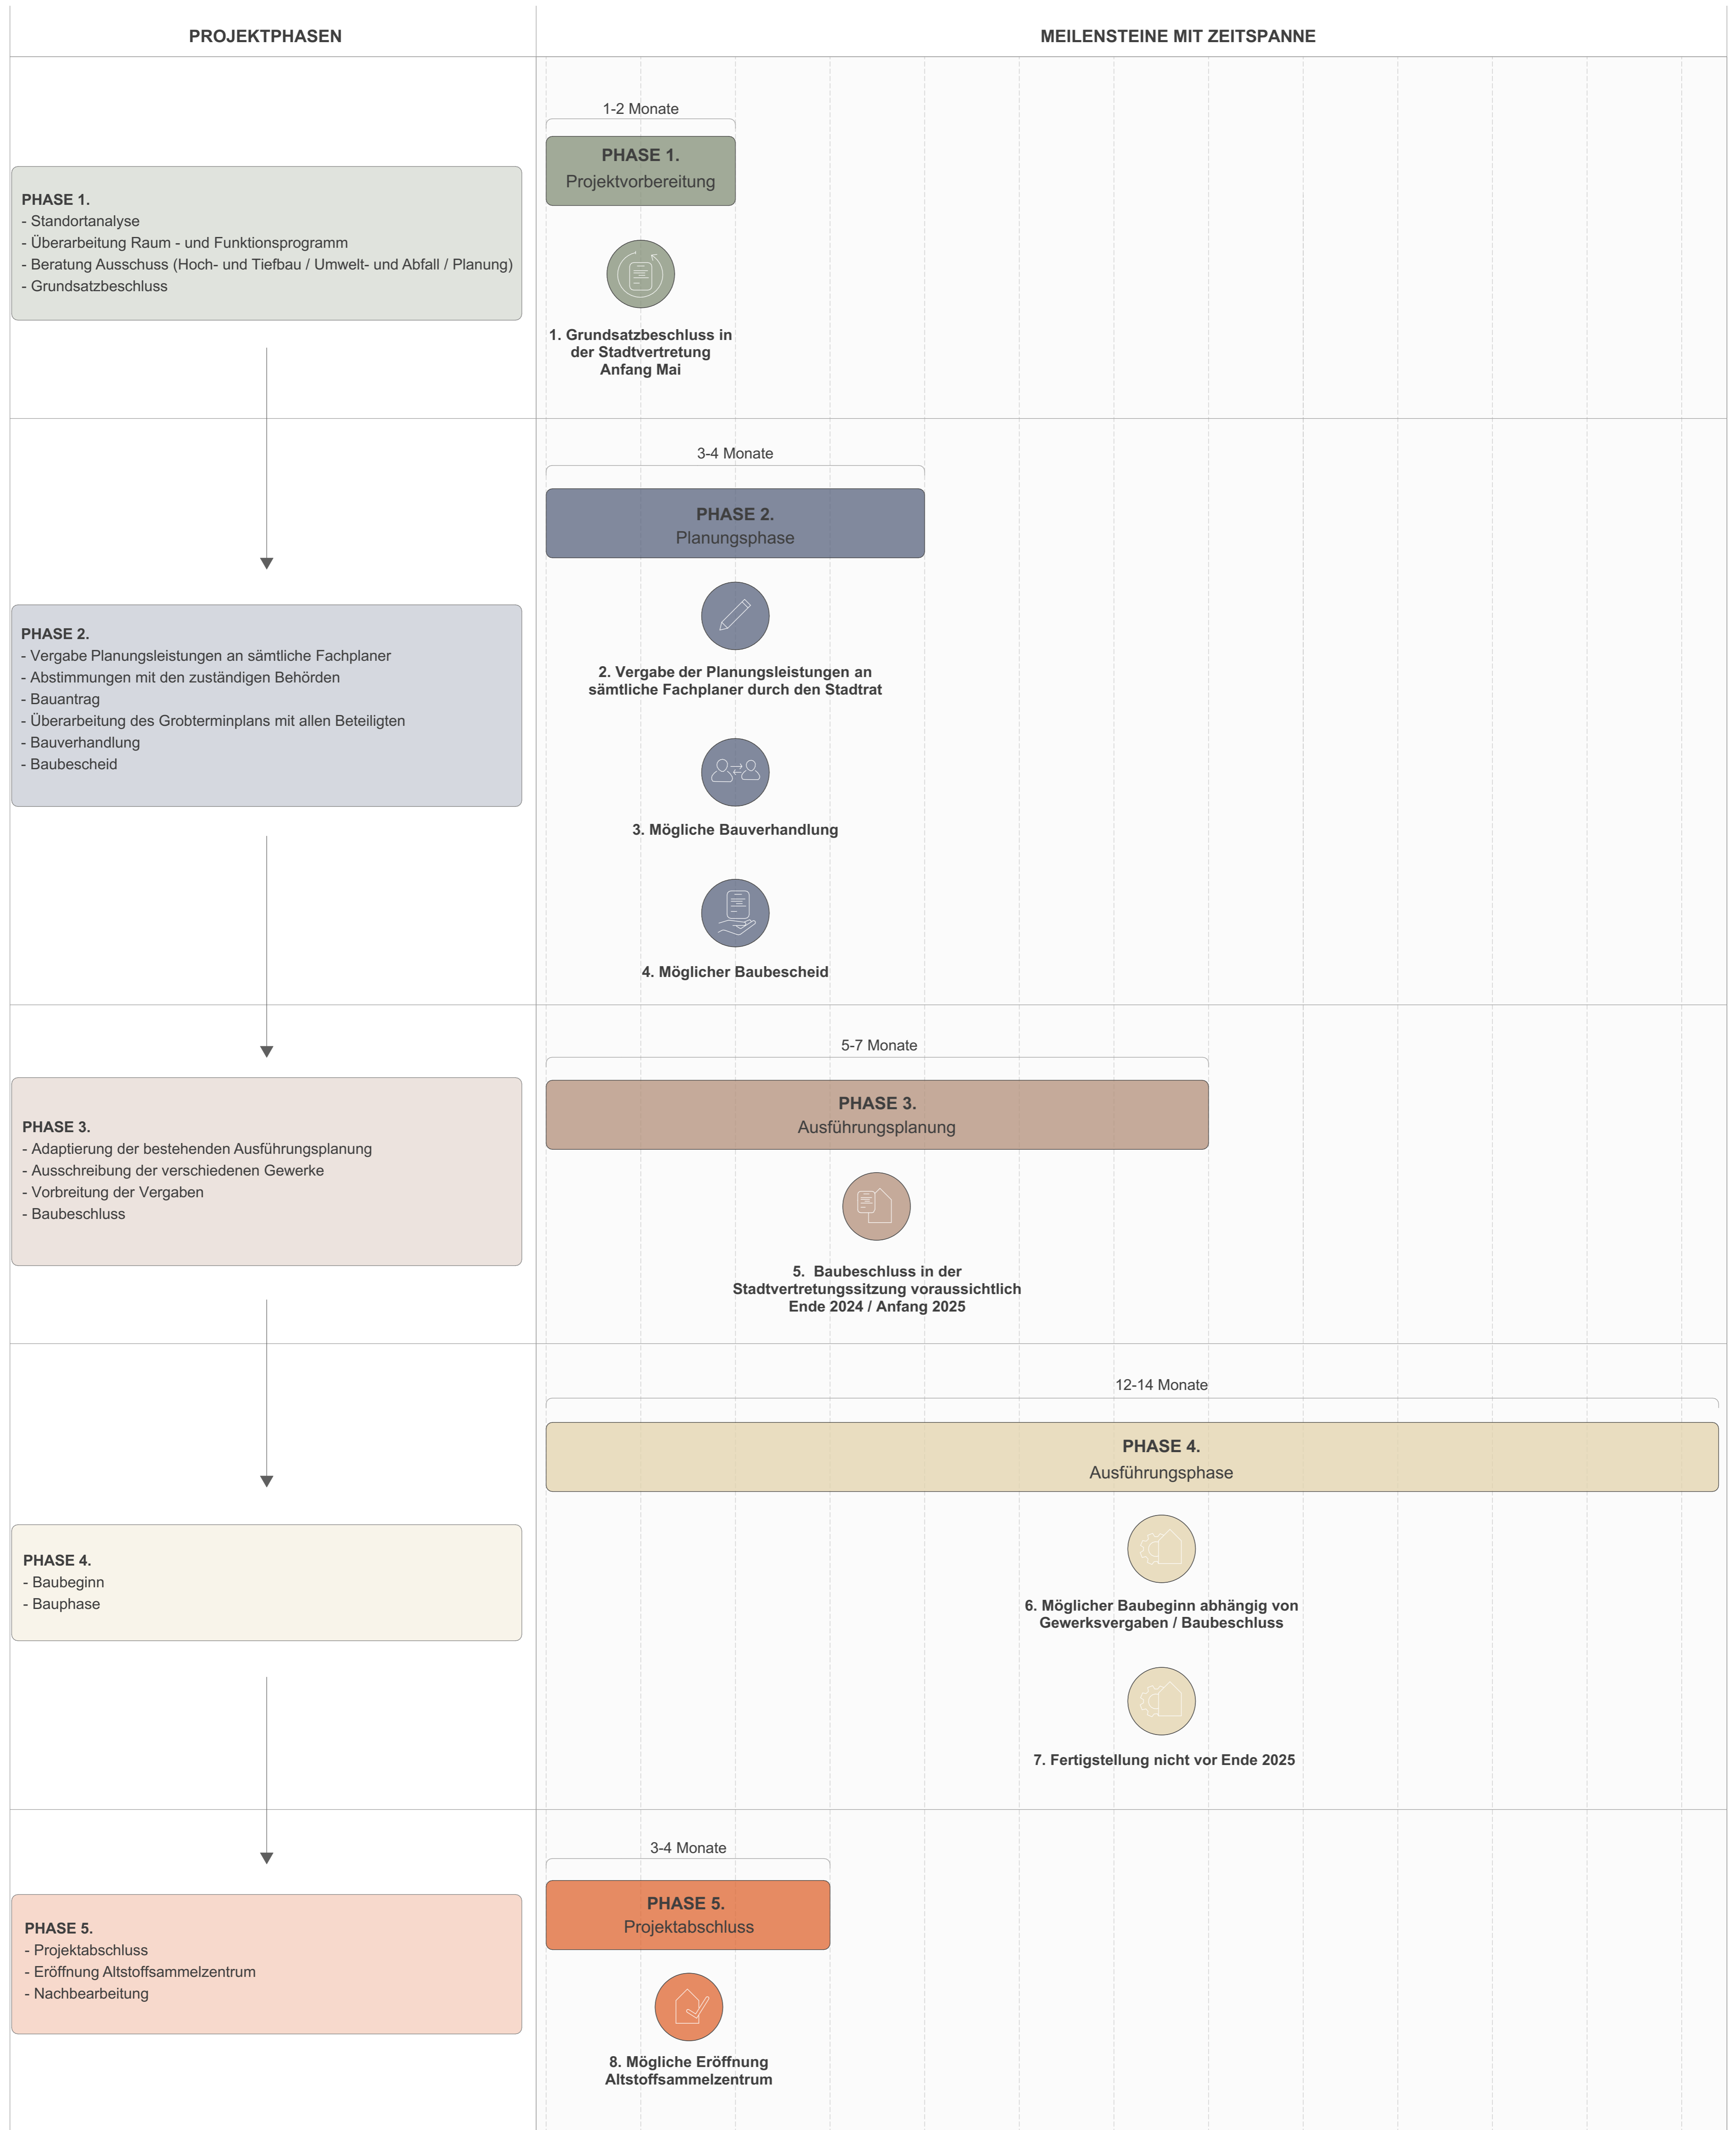 PROJEKTPHASEN
MEILENSTEINE MIT ZEITSPANNE
PHASE 1.
- Standortanalyse
- Überarbeitung Raum - und Funktionsprogramm
- Beratung Ausschuss (Hoch- und Tiefbau / Umwelt- und Abfall / Planung)
- Grundsatzbeschluss
1-2 Monate
PHASE 1.
Projektvorbereitung
1. Grundsatzbeschluss in
der Stadtvertretung
Anfang Mai
PHASE 2.
- Vergabe Planungsleistungen an sämtliche Fachplaner
- Abstimmungen mit den zuständigen Behörden
- Bauantrag
- Überarbeitung des Grobterminplans mit allen Beteiligten
- Bauverhandlung
- Baubescheid
3-4 Monate
PHASE 2.
Planungsphase
2. Vergabe der Planungsleistungen an
sämtliche Fachplaner durch den Stadtrat
3. Mögliche Bauverhandlung
4. Möglicher Baubescheid
PHASE 3.
- Adaptierung der bestehenden Ausführungsplanung
- Ausschreibung der verschiedenen Gewerke
- Vorbreitung der Vergaben
- Baubeschluss
5-7 Monate
PHASE 3.
Ausführungsplanung
5. Baubeschluss in der
Stadtvertretungssitzung voraussichtlich
Ende 2024 / Anfang 2025
PHASE 4.
- Baubeginn
- Bauphase
12-14 Monate
PHASE 4.
Ausführungsphase
6. Möglicher Baubeginn abhängig von
Gewerksvergaben / Baubeschluss
7. Fertigstellung nicht vor Ende 2025
PHASE 5.
- Projektabschluss
- Eröffnung Altstoffsammelzentrum
- Nachbearbeitung
3-4 Monate
PHASE 5.
Projektabschluss
8. Mögliche Eröffnung
Altstoffsammelzentrum